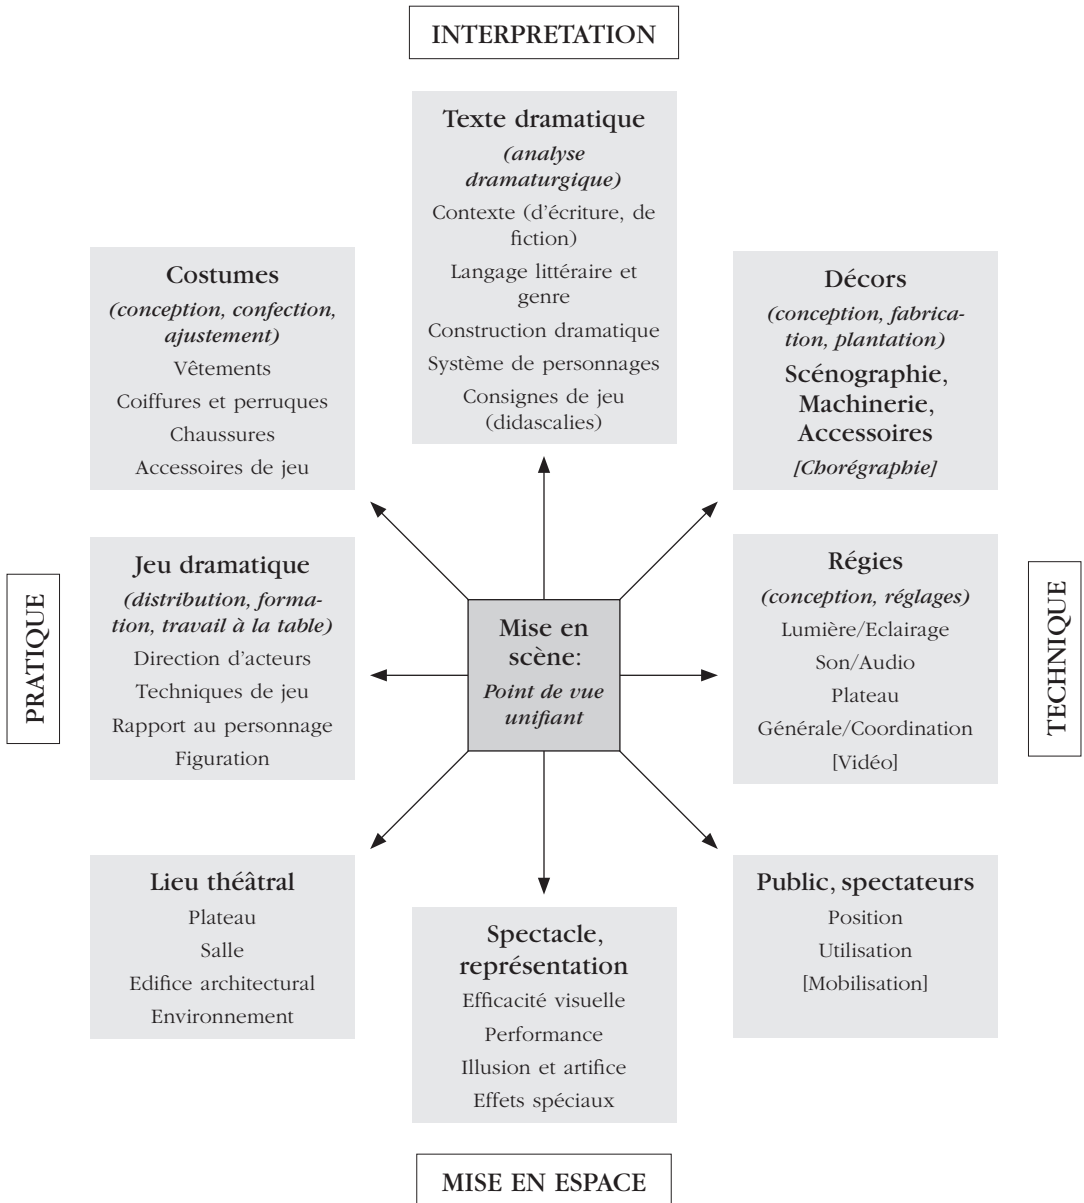 INTERPRETATION
Texte dramatique
(analyse
dramaturgique)
Contexte (d'écriture, de
fiction)
Langage littéraire et
genre
Construction dramatique
Système de personnages
Consignes de jeu
(didascalies)
Costumes
(conception, confection,
ajustement)
Vêtements
Coiffures et perruques
Chaussures
Accessoires de jeu
Décors
(conception, fabrica-
tion, plantation)
Scénographie,
Machinerie,
Accessoires
[Chorégraphie]
PRATIQUE
Jeu dramatique
(distribution, forma-
tion, travail à la table)
Direction d'acteurs
Techniques de jeu
Rapport au personnage
Figuration
Mise en
scène:
Point de vue
unifiant
Régies
(conception, réglages)
Lumière/Eclairage
Son/Audio
Plateau
Générale/Coordination
[Vidéo]
TECHNIQUE
Lieu théâtral
Plateau
Salle
Edifice architectural
Environnement
Spectacle,
représentation
Efficacité visuelle
Performance
Illusion et artifice
Effets spéciaux
Public, spectateurs
Position
Utilisation
[Mobilisation]
MISE EN ESPACE